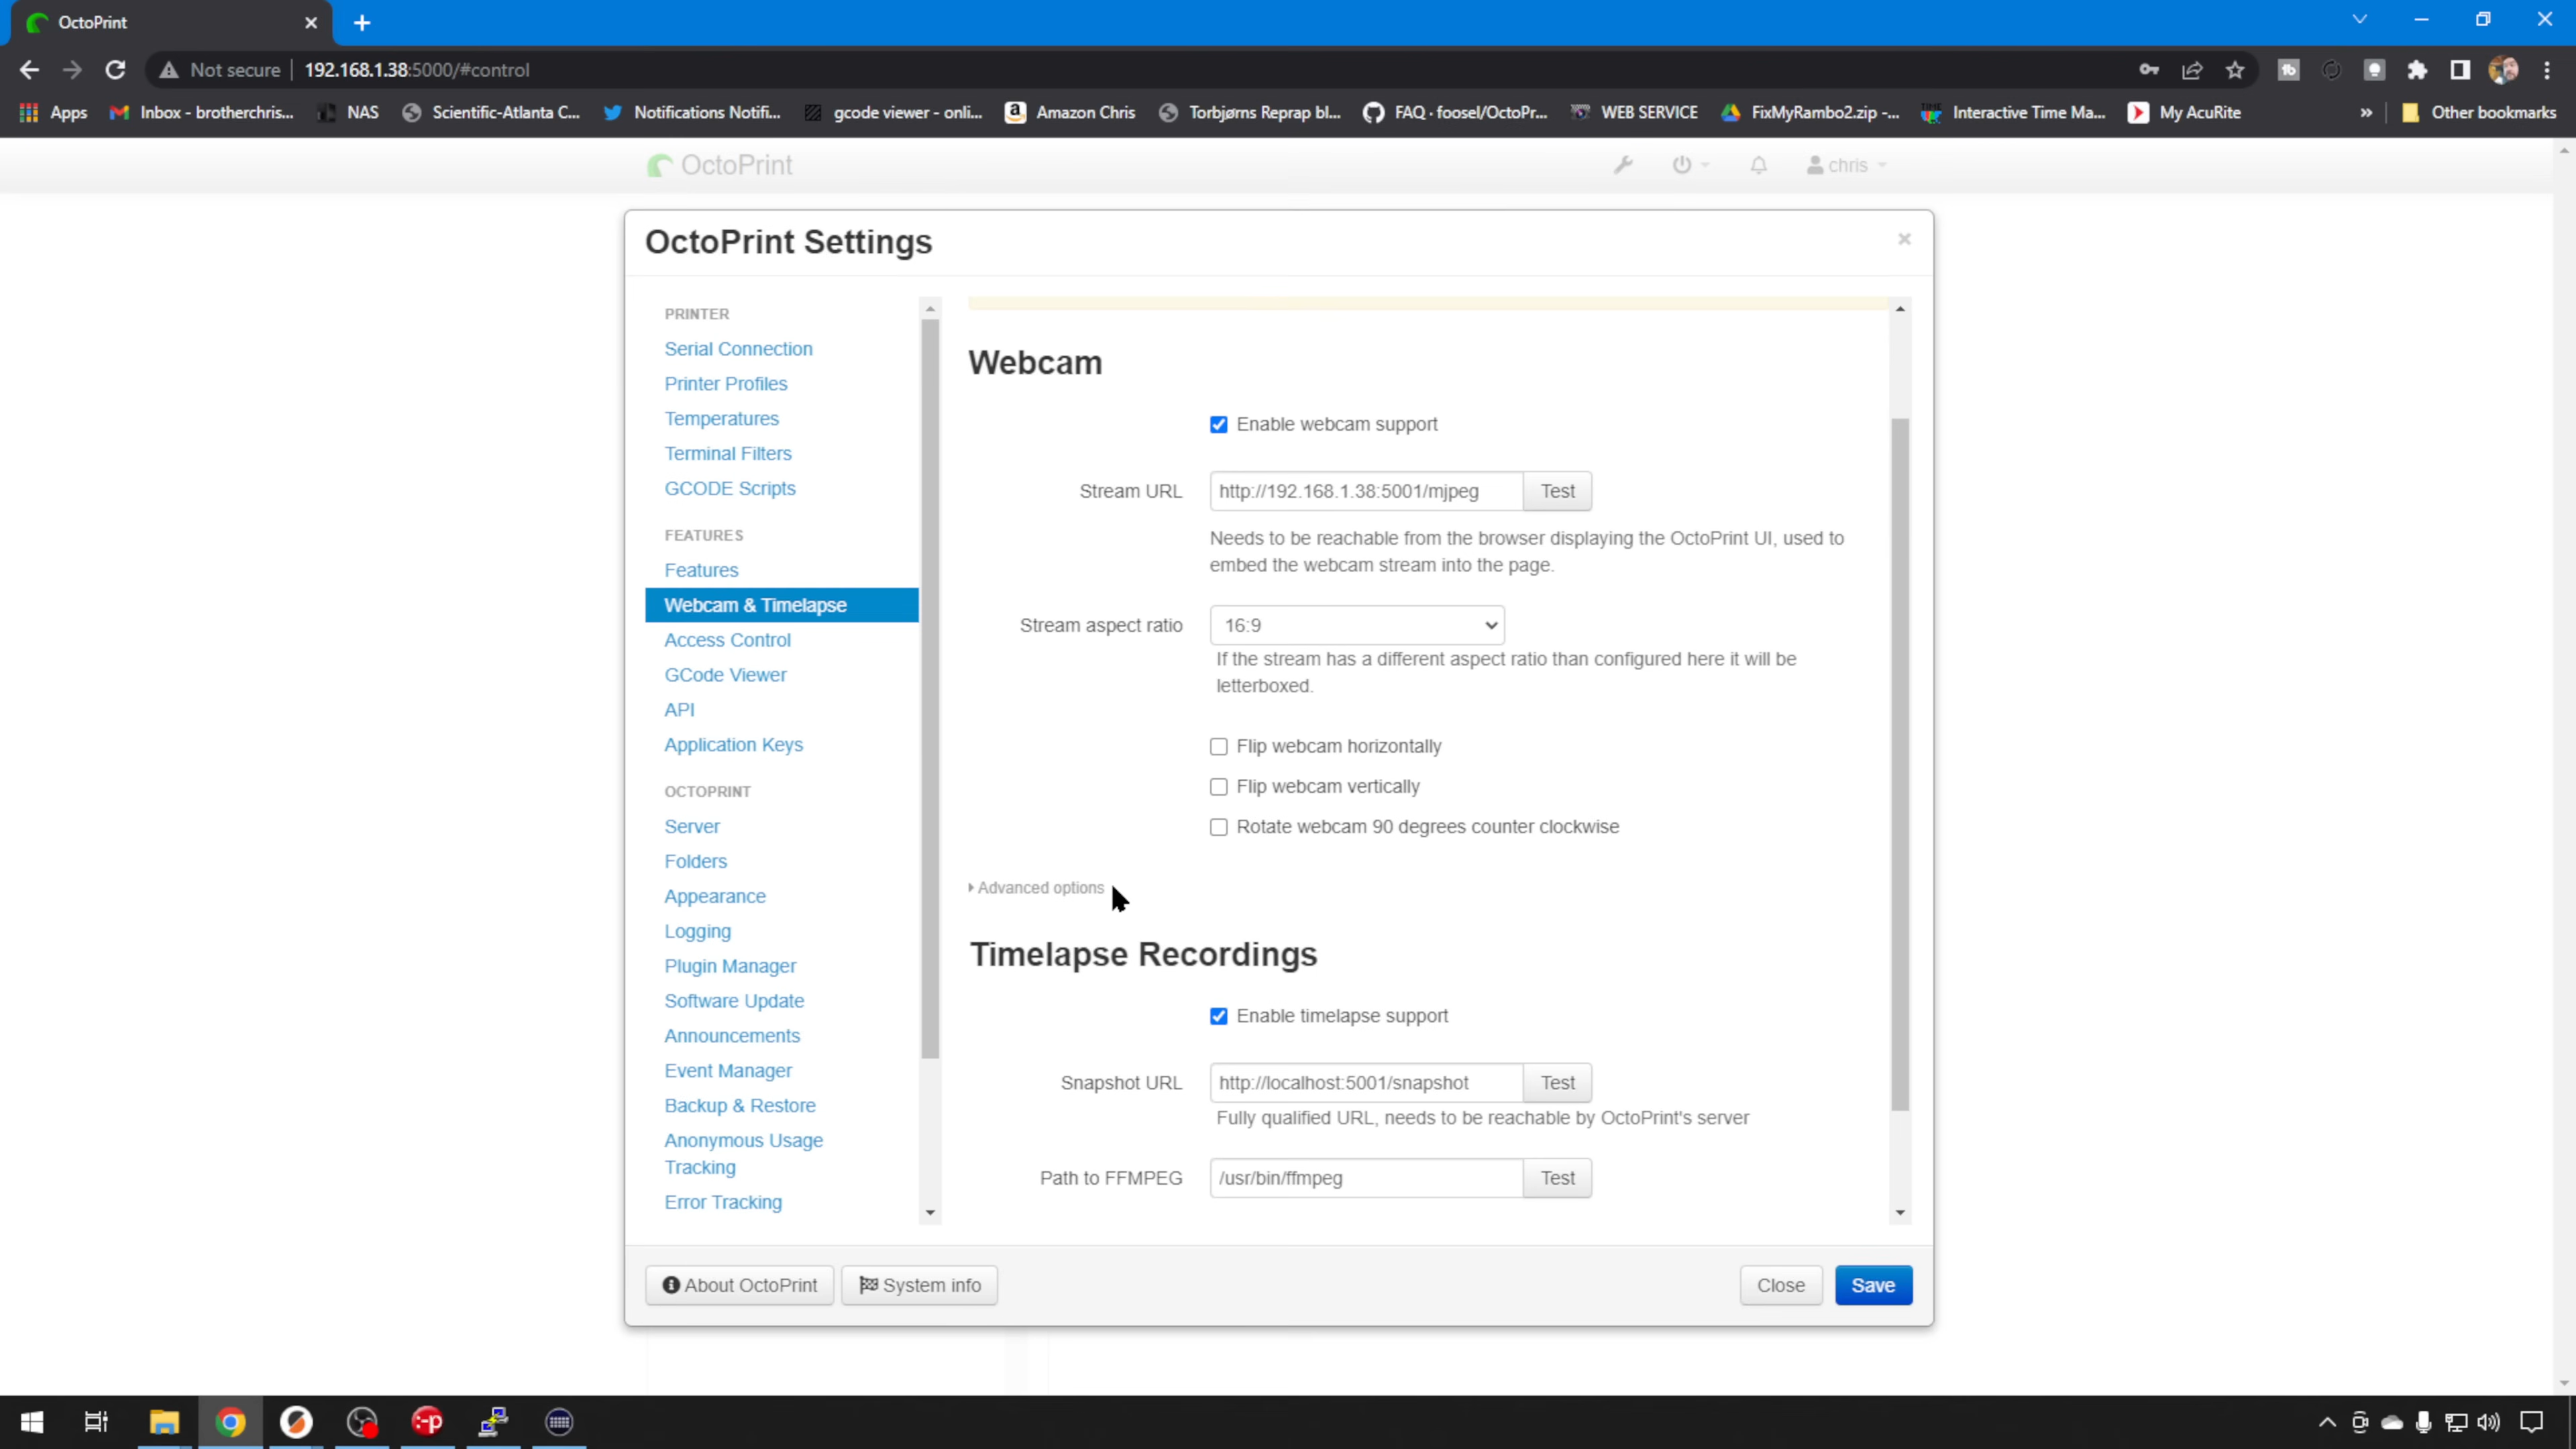 OctoPrint
Not secure 192.168.1.38:5000/#control
Apps Inbox - brotherchris... NAS Scientific-Atlanta C... Notifications Notifi... gcode viewer - onli... Amazon Chris Torbjørns Reprap bl... FAQ · foosel/OctoPr... WEB SERVICE FixMyRambo2.zip -... Interactive Time Ma... My AcuRite » Other bookmarks
OctoPrint chris
OctoPrint Settings
PRINTER
Serial Connection
Printer Profiles
Temperatures
Terminal Filters
GCODE Scripts
FEATURES
Features
Webcam & Timelapse
Access Control
GCode Viewer
API
Application Keys
OCTOPRINT
Server
Folders
Appearance
Logging
Plugin Manager
Software Update
Announcements
Event Manager
Backup & Restore
Anonymous Usage
Tracking
Error Tracking
Webcam
Enable webcam support
Stream URL http://192.168.1.38:5001/mjpeg Test
Needs to be reachable from the browser displaying the OctoPrint UI, used to
embed the webcam stream into the page.
Stream aspect ratio 16:9
If the stream has a different aspect ratio than configured here it will be
letterboxed.
Flip webcam horizontally
Flip webcam vertically
Rotate webcam 90 degrees counter clockwise
Advanced options
Timelapse Recordings
Enable timelapse support
Snapshot URL http://localhost:5001/snapshot Test
Fully qualified URL, needs to be reachable by OctoPrint's server
Path to FFMPEG /usr/bin/ffmpeg Test
About OctoPrint System info Close Save